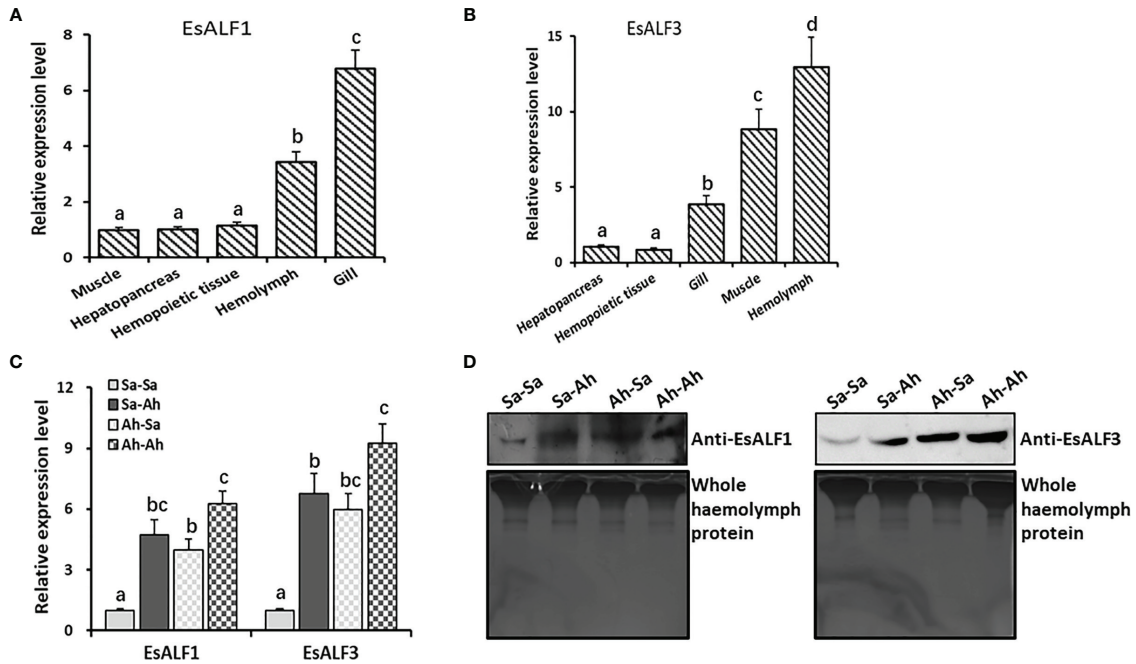 A
EsALF1
Relative expression level
8
6
4
2
0
a
a
a
b
c
Muscle
Hepatopancreas
Hemopoietic tissue
Hemolymph
Gill
B
EsALF3
Relative expression level
15
10
5
0
a
a
b
c
d
Hepatopancreas
Hemopoietic tissue
Gill
Muscle
Hemolymph
C
Relative expression level
12
9
6
3
0
Sa-Sa
Sa-Ah
Ah-Sa
Ah-Ah
a
bc
b
c
a
b
bc
c
EsALF1
EsALF3
D
Sa-Sa
Sa-Ah
Ah-Sa
Ah-Ah
Anti-EsALF1
Whole
haemolymph
protein
Sa-Sa
Sa-Ah
Ah-Sa
Ah-Ah
Anti-EsALF3
Whole
haemolymph
protein